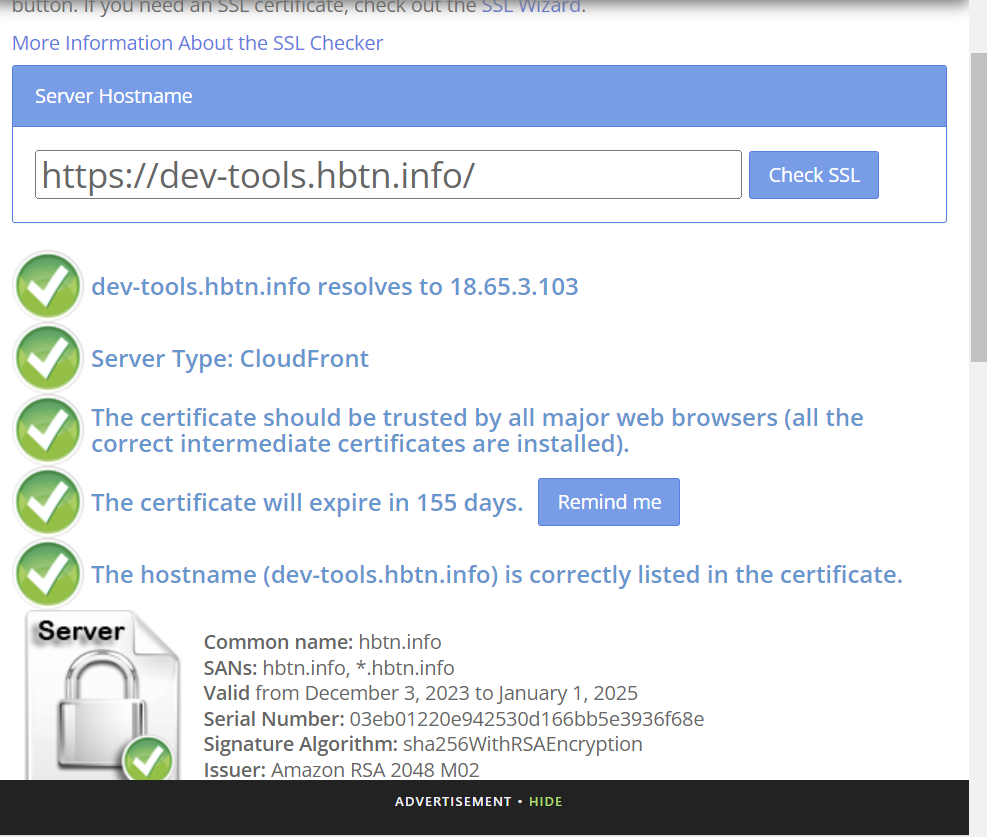 button. If you need an SSL certificate, check out the SSL Wizard.
More Information About the SSL Checker
Server Hostname
https://dev-tools.hbtn.info/
Check SSL
dev-tools.hbtn.info resolves to 18.65.3.103
Server Type: CloudFront
The certificate should be trusted by all major web browsers (all the
correct intermediate certificates are installed).
The certificate will expire in 155 days.
Remind me
The hostname (dev-tools.hbtn.info) is correctly listed in the certificate.
Server
Common name: hbtn.info
SANs: hbtn.info, *.hbtn.info
Valid from December 3, 2023 to January 1, 2025
Serial Number: 03eb01220e942530d166bb5e3936f68e
Signature Algorithm: sha256WithRSAEncryption
Issuer: Amazon RSA 2048 M02
ADVERTISEMENT • HIDE